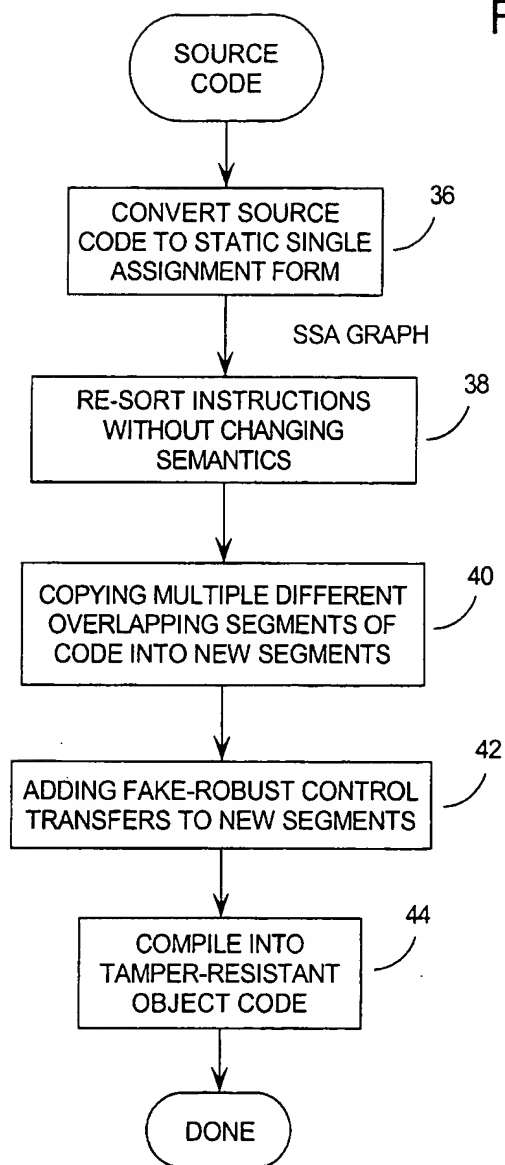 F
SOURCE
CODE
36
CONVERT SOURCE
CODE TO STATIC SINGLE
ASSIGNMENT FORM
SSA GRAPH
38
RE-SORT INSTRUCTIONS
WITHOUT CHANGING
SEMANTICS
40
COPYING MULTIPLE DIFFERENT
OVERLAPPING SEGMENTS OF
CODE INTO NEW SEGMENTS
42
ADDING FAKE-ROBUST CONTROL
TRANSFERS TO NEW SEGMENTS
44
COMPILE INTO
TAMPER-RESISTANT
OBJECT CODE
DONE